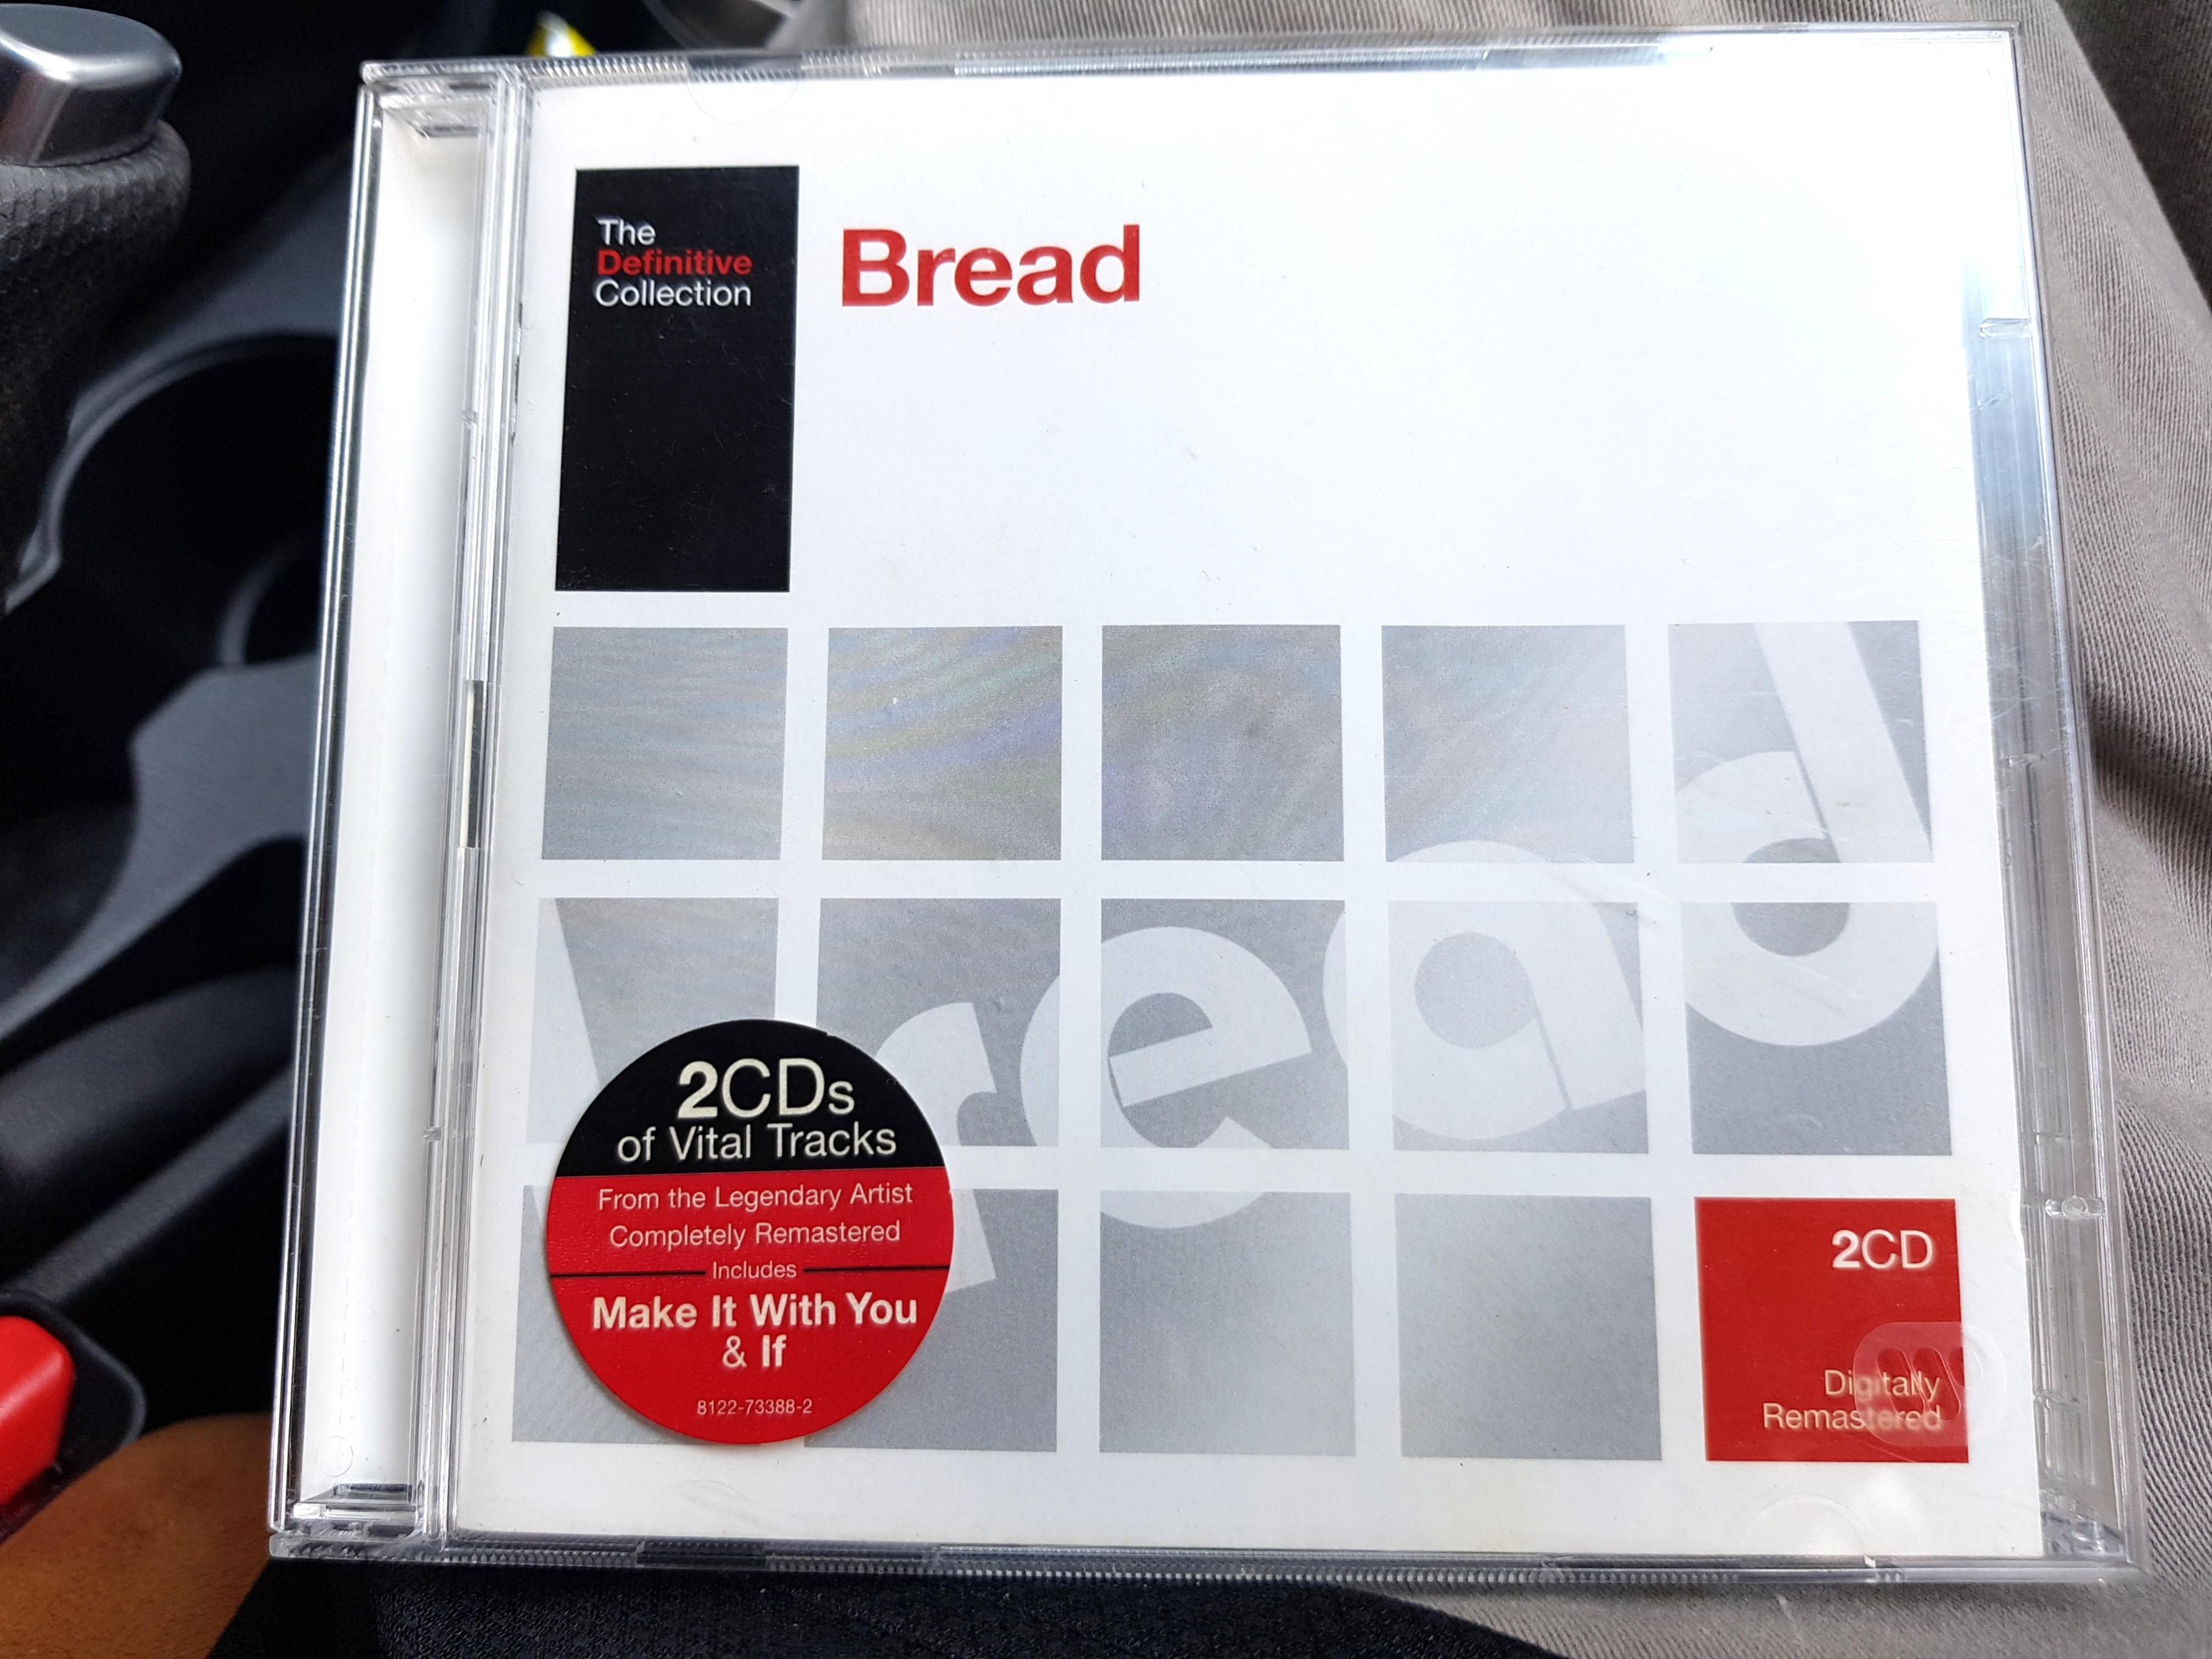 The
Definitive
Collection
Bread
read
2CDs
of Vital Tracks
From the Legendary Artist
Completely Remastered
Includes
Make It With You
& If
8122-73388-2
2CD
Digitally
Remastered